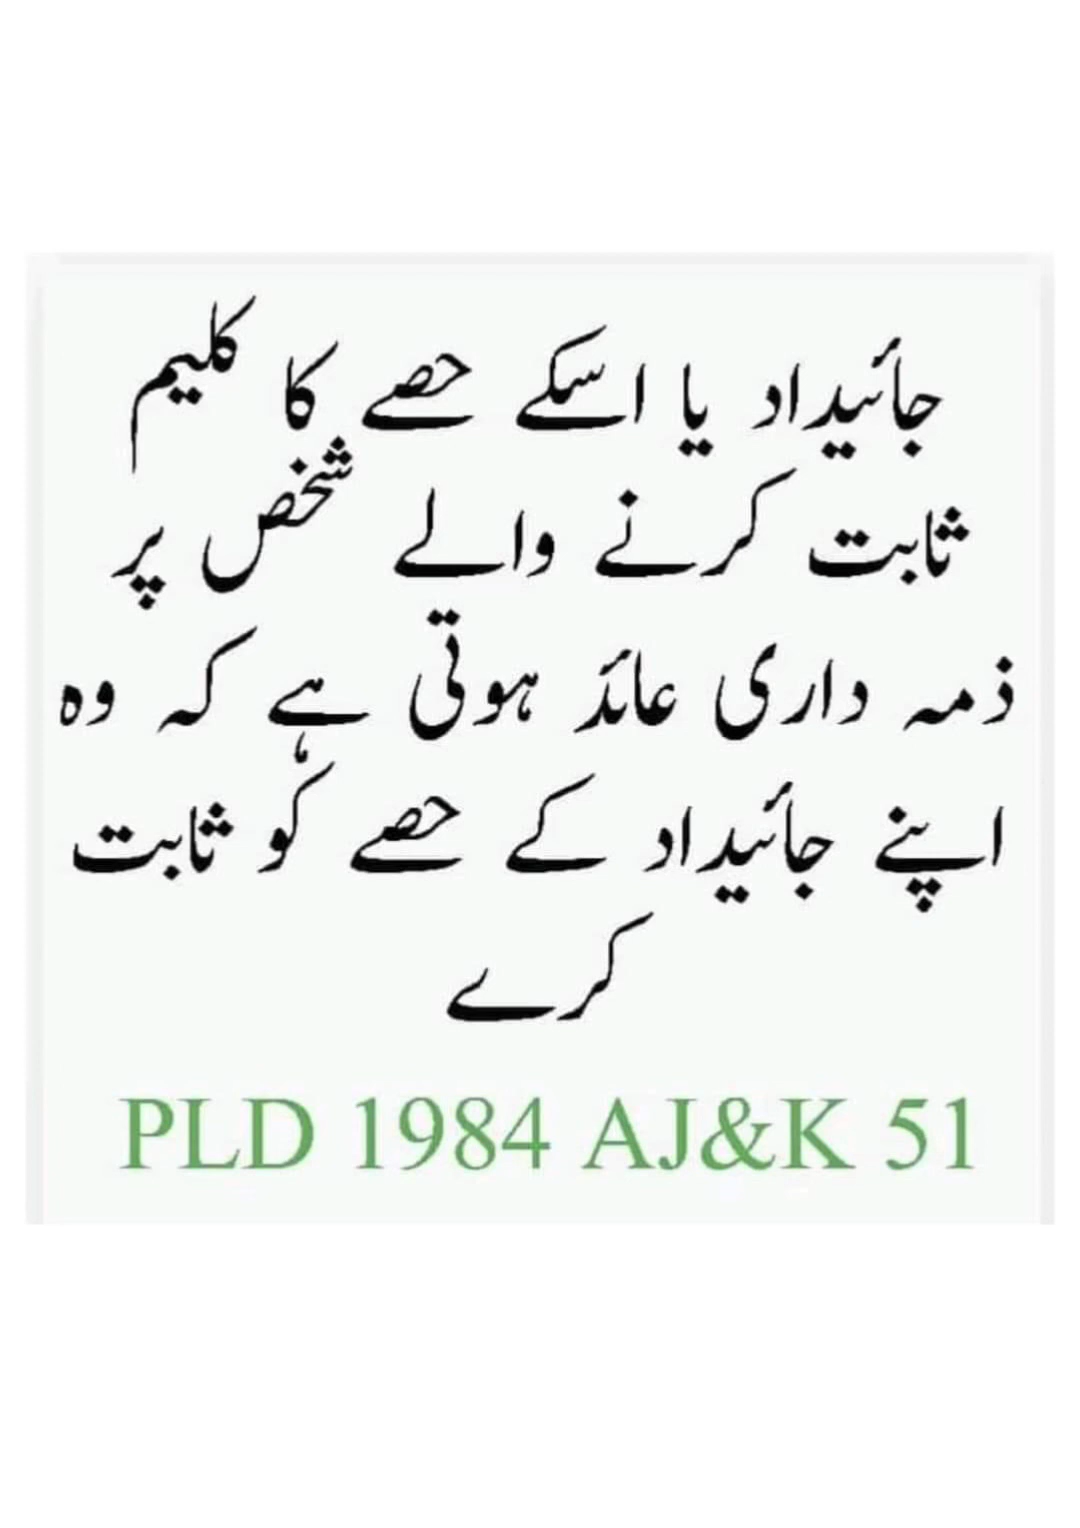 جائیداد یا اسکے حصے کا کلیم
ثابت کرنے والے شخص پر
ذمہ داری عائد ہوتی ہے کہ وہ
اپنے جائیداد کے حصے کو ثابت
کرے
PLD 1984 AJ&K 51